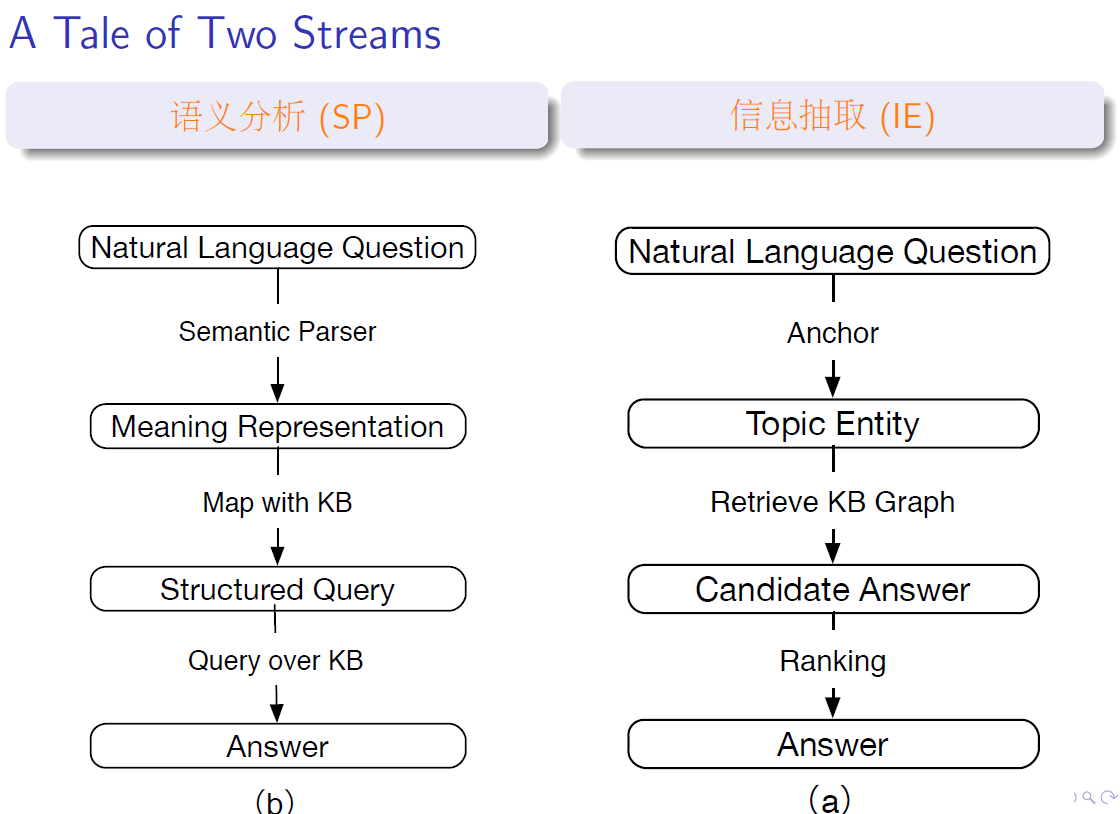 A Tale of Two Streams
语义分析 (SP)
信息抽取 (IE)
Natural Language Question
Semantic Parser
Meaning Representation
Map with KB
Structured Query
Query over KB
Answer
(b)
Natural Language Question
Anchor
Topic Entity
Retrieve KB Graph
Candidate Answer
Ranking
Answer
(a)